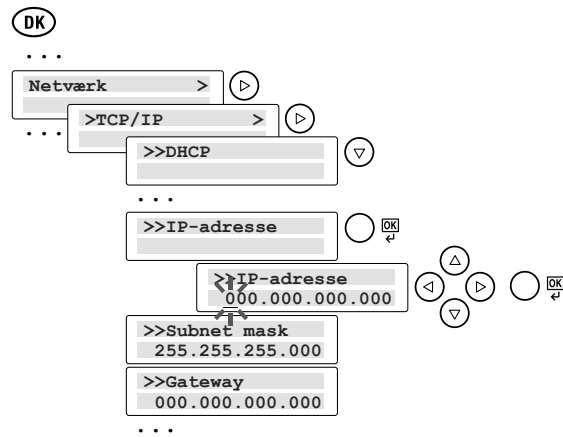 DK
. . .
Netværk >
. . .
>TCP/IP >
>>DHCP
. . .
>>IP-adresse
OK
>>IP-adresse
000.000.000.000
OK
>>Subnet mask
255.255.255.000
>>Gateway
000.000.000.000
. . .